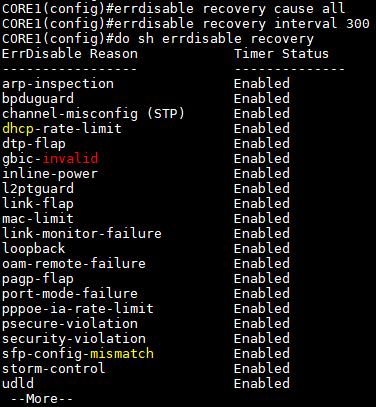 CORE1(config)#errdisable recovery cause all
CORE1(config)#errdisable recovery interval 300
CORE1(config)#do sh errdisable recovery
ErrDisable Reason            Timer Status
-----------------            --------------
arp-inspection               Enabled
bpduguard                    Enabled
channel-misconfig (STP)      Enabled
dhcp-rate-limit              Enabled
dtp-flap                     Enabled
gbic-invalid                 Enabled
inline-power                 Enabled
l2ptguard                    Enabled
link-flap                    Enabled
mac-limit                    Enabled
link-monitor-failure         Enabled
loopback                     Enabled
oam-remote-failure           Enabled
pagp-flap                    Enabled
port-mode-failure            Enabled
pppoe-ia-rate-limit          Enabled
psecure-violation            Enabled
security-violation           Enabled
sfp-config-mismatch          Enabled
storm-control                Enabled
udld                         Enabled
 --More--